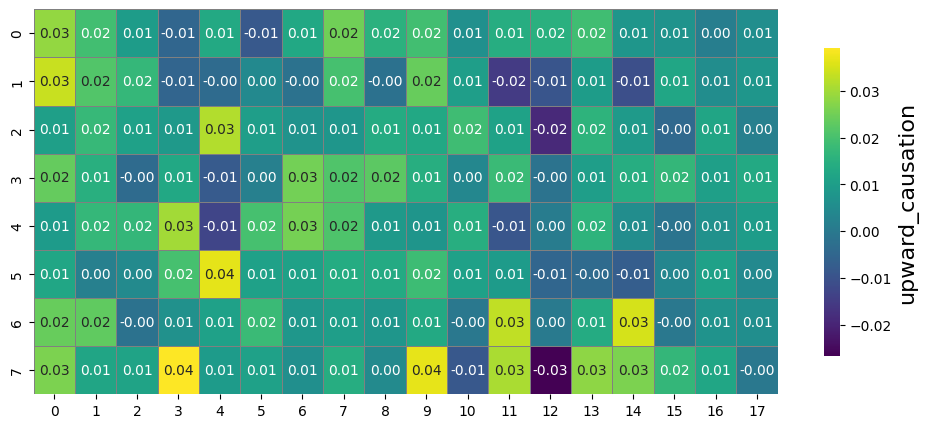 0 0.03 0.02 0.01 -0.01 0.01 -0.01 0.01 0.02 0.02 0.02 0.01 0.01 0.02 0.02 0.01 0.01 0.00 0.01
1 0.03 0.02 0.02 -0.01 -0.00 0.00 -0.00 0.02 -0.00 0.02 0.01 -0.02 -0.01 0.01 -0.01 0.01 0.01 0.01
2 0.01 0.02 0.01 0.01 0.03 0.01 0.01 0.01 0.01 0.01 0.02 0.01 -0.02 0.02 0.01 -0.00 0.01 0.00
3 0.02 0.01 -0.00 0.01 -0.01 0.00 0.03 0.02 0.02 0.01 0.00 0.02 -0.00 0.01 0.01 0.02 0.01 0.01
4 0.01 0.02 0.02 0.03 -0.01 0.02 0.03 0.02 0.01 0.01 0.01 -0.01 0.00 0.02 0.01 -0.00 0.01 0.01
5 0.01 0.00 0.00 0.02 0.04 0.01 0.01 0.01 0.01 0.02 0.01 0.01 -0.01 -0.00 -0.01 0.00 0.01 0.00
6 0.02 0.02 -0.00 0.01 0.01 0.02 0.01 0.01 0.01 0.01 -0.00 0.03 0.00 0.01 0.03 -0.00 0.01 0.01
7 0.03 0.01 0.01 0.04 0.01 0.01 0.01 0.01 0.00 0.04 -0.01 0.03 -0.03 0.03 0.03 0.02 0.01 -0.00
0 1 2 3 4 5 6 7 8 9 10 11 12 13 14 15 16 17
0.03
0.02
0.01
0.00
−0.01
−0.02
upward_causation